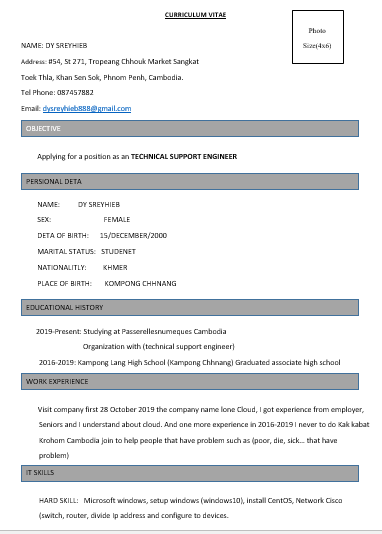 CURRICULUM VITAE
Photo
Size(4x6)
NAME: DY SREYHIEB
Address: #54, St 271, Tropeang Chhouk Market Sangkat
Toek Thla, Khan Sen Sok, Phnom Penh, Cambodia.
Tel Phone: 087457882
Email: dysreyhieb888@gmail.com
OBJECTIVE
Applying for a position as an TECHNICAL SUPPORT ENGINEER
PERSIONAL DETA
NAME: DY SREYHIEB
SEX: FEMALE
DETA OF BIRTH: 15/DECEMBER/2000
MARITAL STATUS: STUDENET
NATIONALITLY: KHMER
PLACE OF BIRTH: KOMPONG CHHNANG
EDUCATIONAL HISTORY
2019-Present: Studying at Passerellesnumeques Cambodia
Organization with (technical support engineer)
2016-2019: Kampong Lang High School (Kampong Chhnang) Graduated associate high school
WORK EXPERIENCE
Visit company first 28 October 2019 the company name Ione Cloud, I got experience from employer,
Seniors and I understand about cloud. And one more experience in 2016-2019 I never to do Kak kabat
Krohom Cambodia join to help people that have problem such as (poor, die, sick... that have
problem)
IT SKILLS
HARD SKILL: Microsoft windows, setup windows (windows10), install CentOS, Network Cisco
(switch, router, divide Ip address and configure to devices.